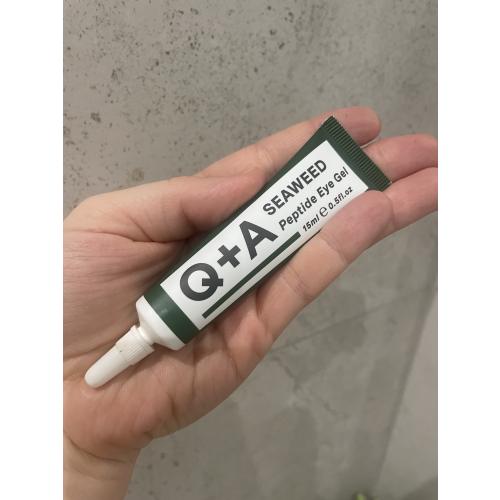 Q+A
SEAWEED
Peptide Eye Gel
15ml ℮ 0.5fl.oz